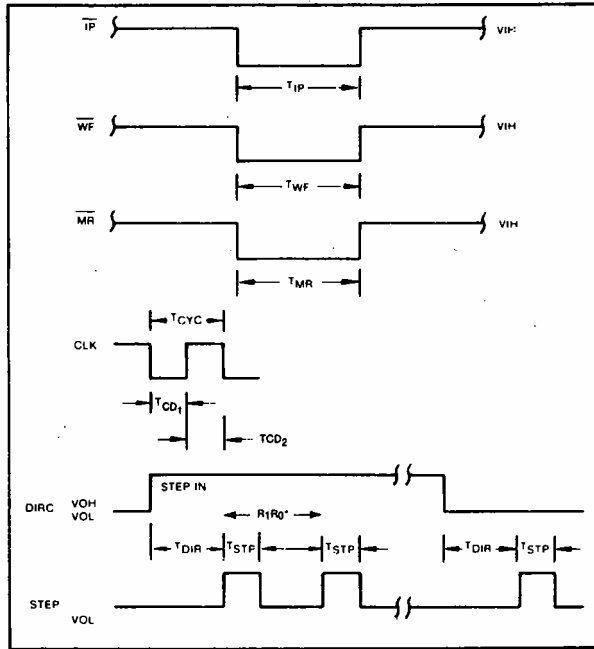 IP VIH
TIP
WF VIH
TWF
MR VIH
TMR
TCYC
CLK
TCD1
TCD2
STEP IN
DIRC VOH
VOL
R1R0*
TDIR TSTP TSTP TDIR TSTP
STEP
VOL